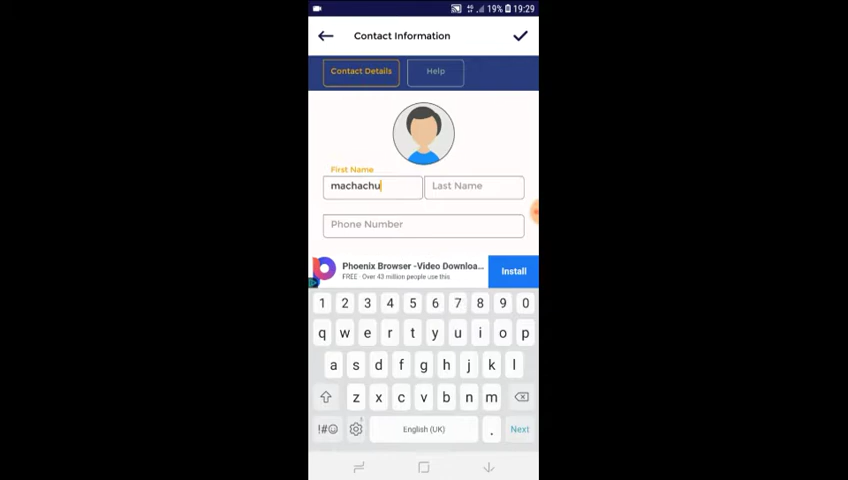 19% 19:29
Contact Information
Contact Details Help
First Name
machachu Last Name
Phone Number
Phoenix Browser -Video Downloa...
FREE · Over 43 million people use this
Install
1 2 3 4 5 6 7 8 9 0
q w e r t y u i o p
a s d f g h j k l
z x c v b n m
!#☺ English (UK) . Next